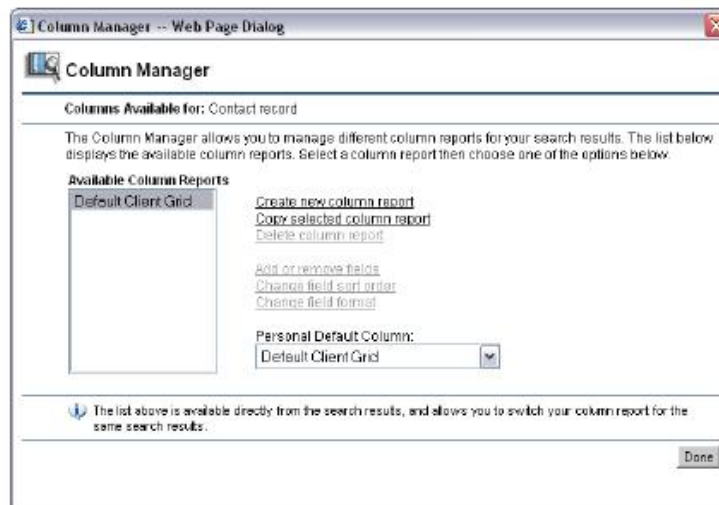 Column Manager -- Web Page Dialog
Column Manager
Columns Available for: Contact record
The Column Manager allows you to manage different column reports for your search results. The list below
displays the available column reports. Select a column report then choose one of the options below.
Available Column Reports
Default Client Grid
Create new column report
Copy selected column report
Delete column report
Add or remove fields
Change field sort order
Change field format
Personal Default Column:
Default Client Grid
The list above is available directly from the search results, and allows you to switch your column report for the
same search results.
Done